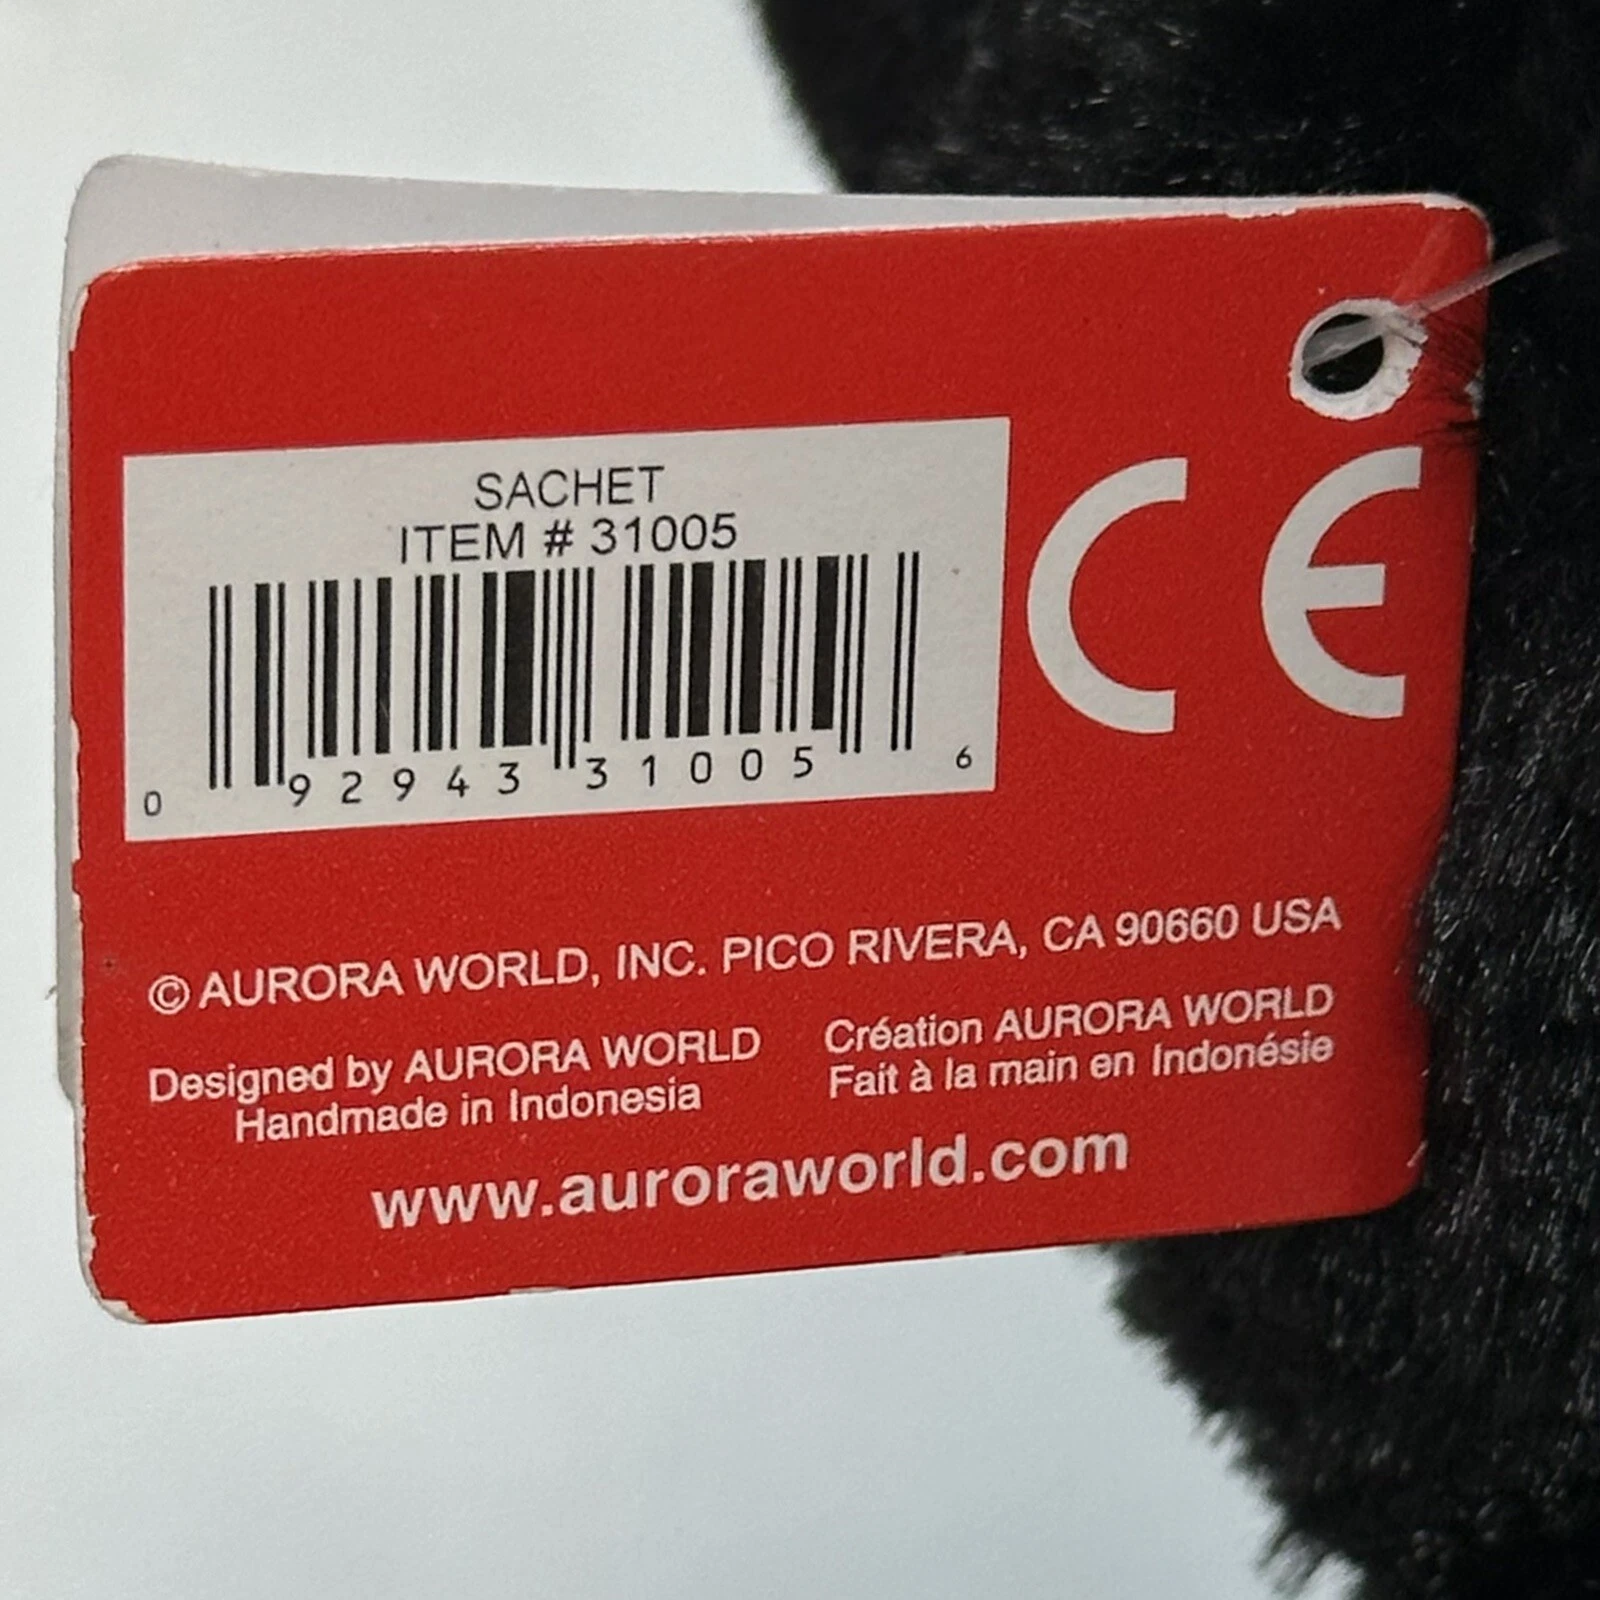 SACHET
ITEM # 31005
0 92943 31005 6
CE
© AURORA WORLD, INC. PICO RIVERA, CA 90660 USA
Designed by AURORA WORLD
Handmade in Indonesia
Création AURORA WORLD
Fait à la main en Indonésie
www.auroraworld.com